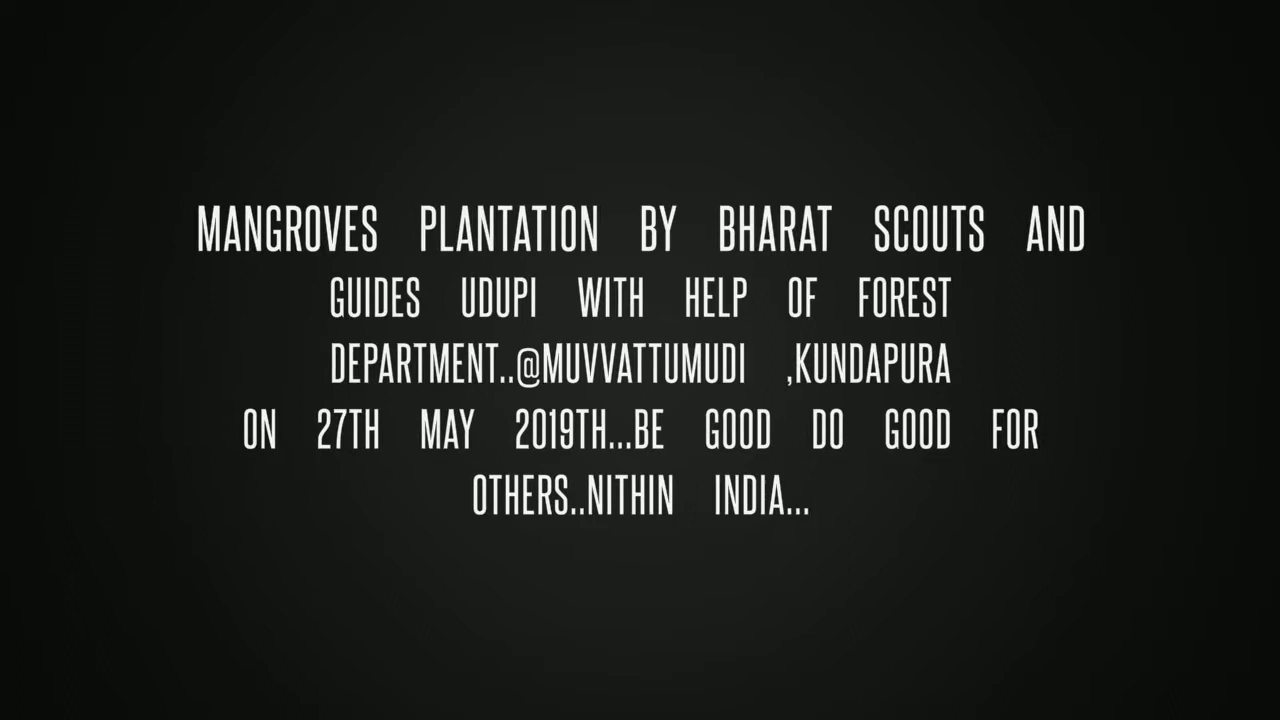 MANGROVES PLANTATION BY BHARAT SCOUTS AND
GUIDES UDUPI WITH HELP OF FOREST
DEPARTMENT..@MUVVATTUMUDI ,KUNDAPURA
ON 27TH MAY 2019TH...BE GOOD DO GOOD FOR
OTHERS..NITHIN INDIA...